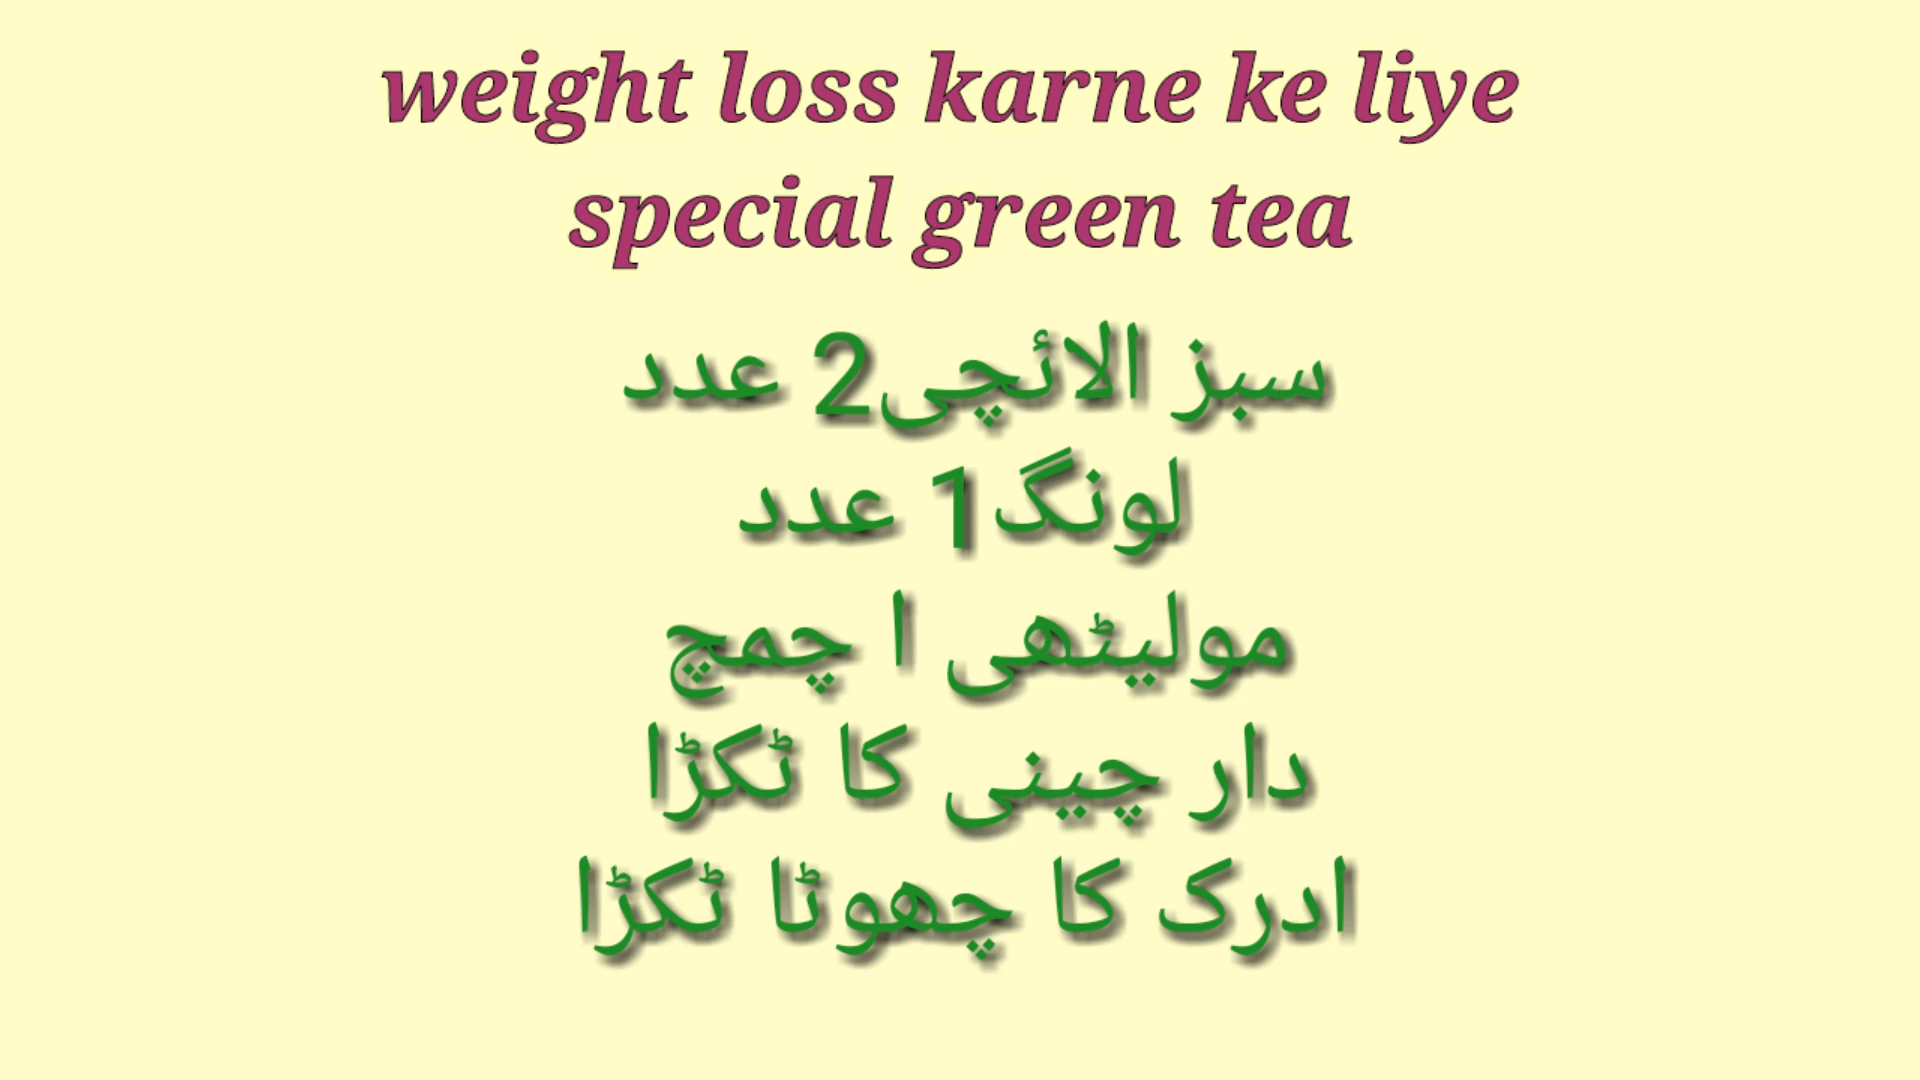 weight loss karne ke liye
special green tea
سبز الائچی2 عدد
لونگ1 عدد
مولیٹھی ا چمچ
دار چینی کا ٹکڑا
ادرک کا چھوٹا ٹکڑا